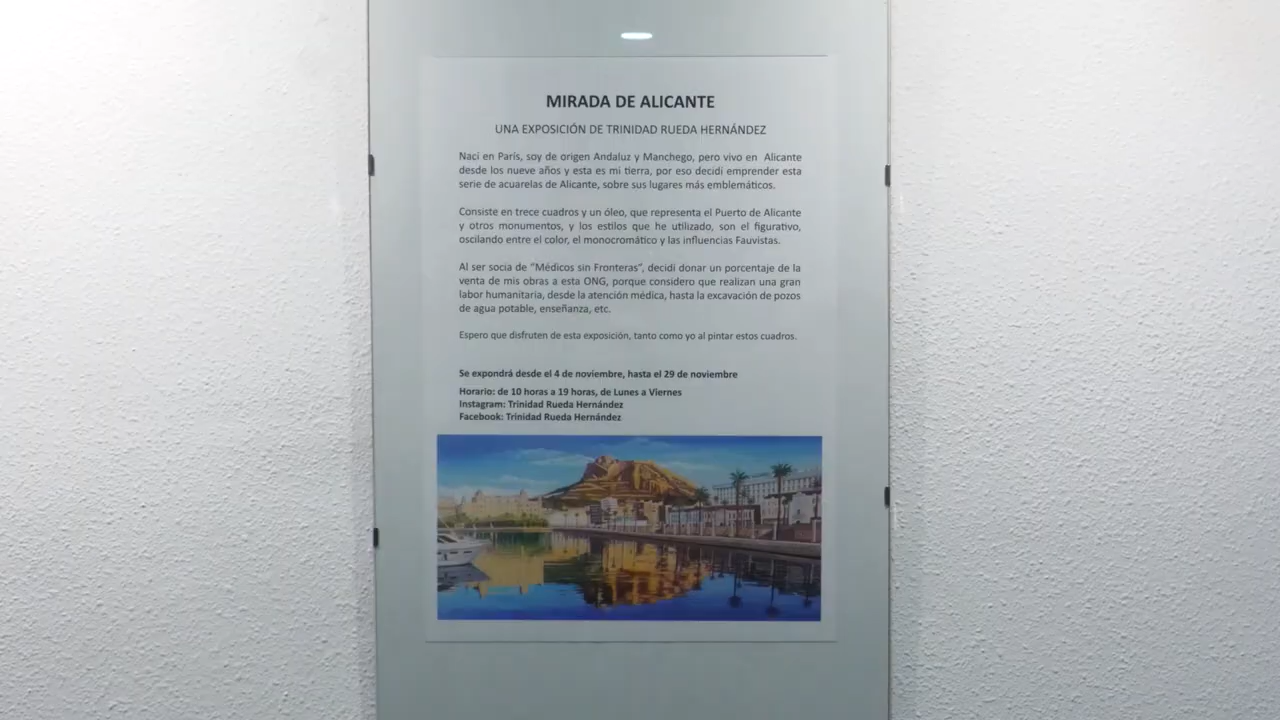 MIRADA DE ALICANTE
UNA EXPOSICIÓN DE TRINIDAD RUEDA HERNÁNDEZ
Nací en París, soy de origen Andaluz y Manchego, pero vivo en Alicante
desde los nueve años y esta es mi tierra, por eso decidí emprender esta
serie de acuarelas de Alicante, sobre sus lugares más emblemáticos.
Consiste en trece cuadros y un óleo, que representa el Puerto de Alicante
y otros monumentos, y los estilos que he utilizado, son el figurativo,
oscilando entre el color, el monocromático y las influencias Fauvistas.
Al ser socia de “Médicos sin Fronteras”, decidí donar un porcentaje de la
venta de mis obras a esta ONG, porque considero que realizan una gran
labor humanitaria, desde la atención médica, hasta la excavación de pozos
de agua potable, enseñanza, etc.
Espero que disfruten de esta exposición, tanto como yo al pintar estos cuadros.
Se expondrá desde el 4 de noviembre, hasta el 29 de noviembre
Horario: de 10 horas a 19 horas, de Lunes a Viernes
Instagram: Trinidad Rueda Hernández
Facebook: Trinidad Rueda Hernández